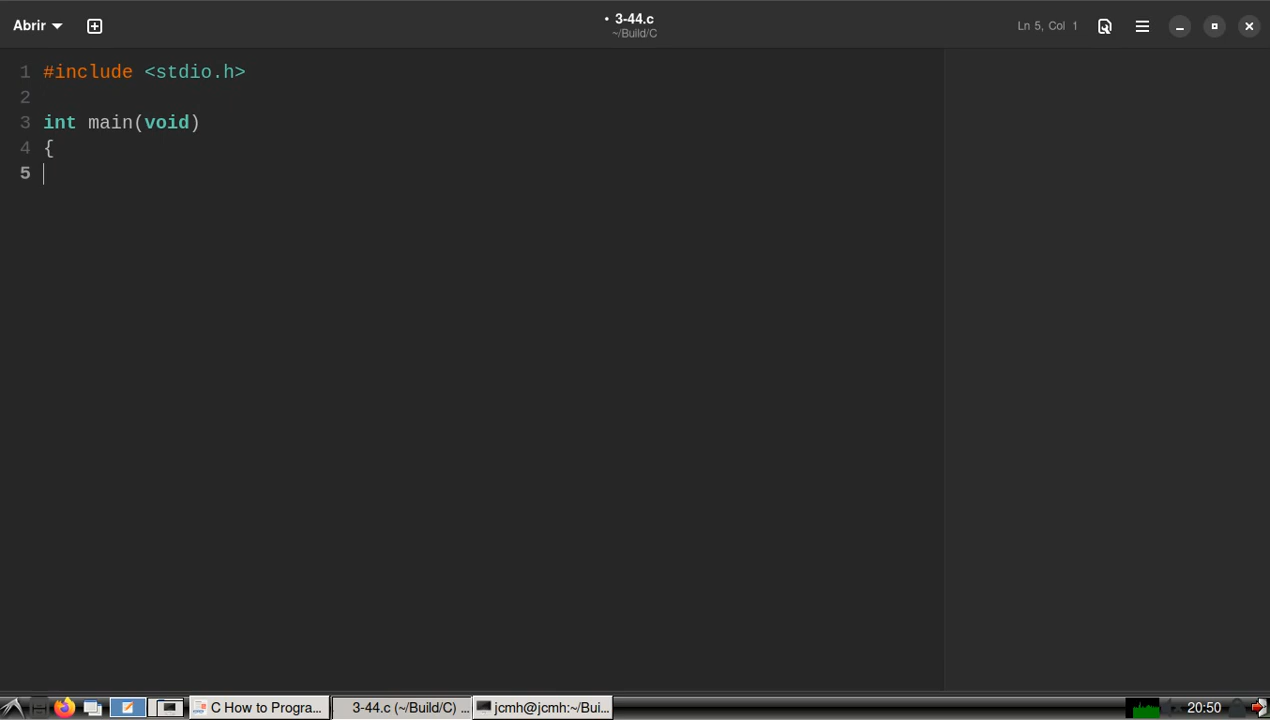 Abrir
• 3-44.c
~/Build/C
Ln 5, Col 1
1 #include <stdio.h>
2
3 int main(void)
4 {
5
C How to Progra...
3-44.c (~/Build/C) ...
jcmh@jcmh:~/Bui...
20:50